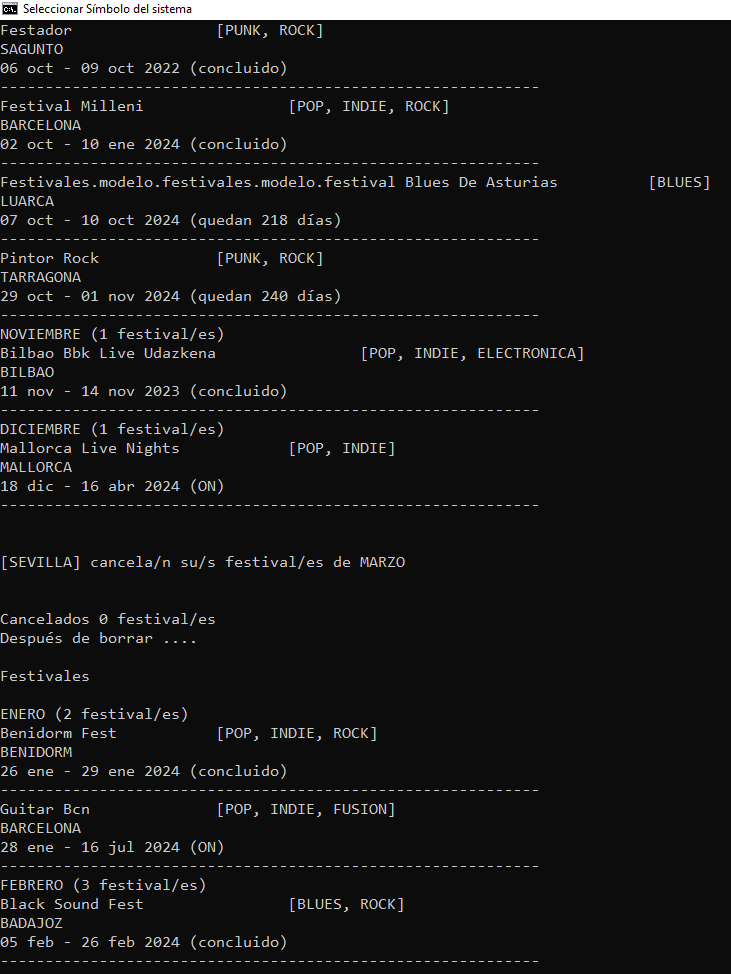 Seleccionar Símbolo del sistema
Festador [PUNK, ROCK]
SAGUNTO
06 oct - 09 oct 2022 (concluido)
------------------------------------------------------------
Festival Milleni [POP, INDIE, ROCK]
BARCELONA
02 oct - 10 ene 2024 (concluido)
------------------------------------------------------------
Festivales.modelo.festivales.modelo.festival Blues De Asturias [BLUES]
LUARCA
07 oct - 10 oct 2024 (quedan 218 días)
------------------------------------------------------------
Pintor Rock [PUNK, ROCK]
TARRAGONA
29 oct - 01 nov 2024 (quedan 240 días)
------------------------------------------------------------
NOVIEMBRE (1 festival/es)
Bilbao Bbk Live Udazkena [POP, INDIE, ELECTRONICA]
BILBAO
11 nov - 14 nov 2023 (concluido)
------------------------------------------------------------
DICIEMBRE (1 festival/es)
Mallorca Live Nights [POP, INDIE]
MALLORCA
18 dic - 16 abr 2024 (ON)
------------------------------------------------------------
[SEVILLA] cancela/n su/s festival/es de MARZO
Cancelados 0 festival/es
Después de borrar ....
Festivales
ENERO (2 festival/es)
Benidorm Fest [POP, INDIE, ROCK]
BENIDORM
26 ene - 29 ene 2024 (concluido)
------------------------------------------------------------
Guitar Bcn [POP, INDIE, FUSION]
BARCELONA
28 ene - 16 jul 2024 (ON)
------------------------------------------------------------
FEBRERO (3 festival/es)
Black Sound Fest [BLUES, ROCK]
BADAJOZ
05 feb - 26 feb 2024 (concluido)
------------------------------------------------------------